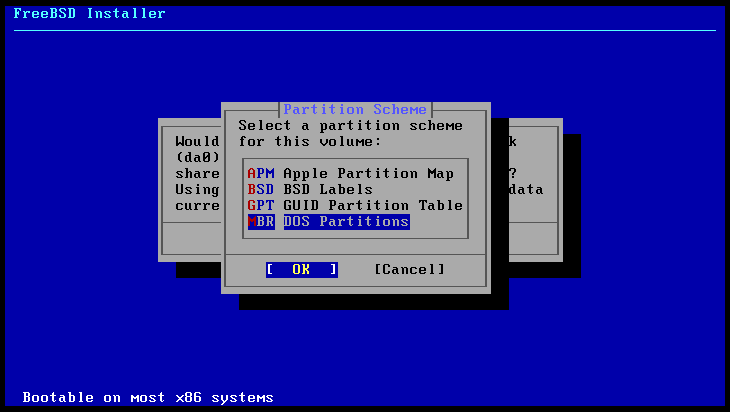 FreeBSD Installer
Partition Scheme
Select a partition scheme
for this volume:
APM Apple Partition Map
BSD BSD Labels
GPT GUID Partition Table
MBR DOS Partitions
[ OK ] [Cancel]
Would k
(da0)
share ?
Using data
curre
Bootable on most x86 systems